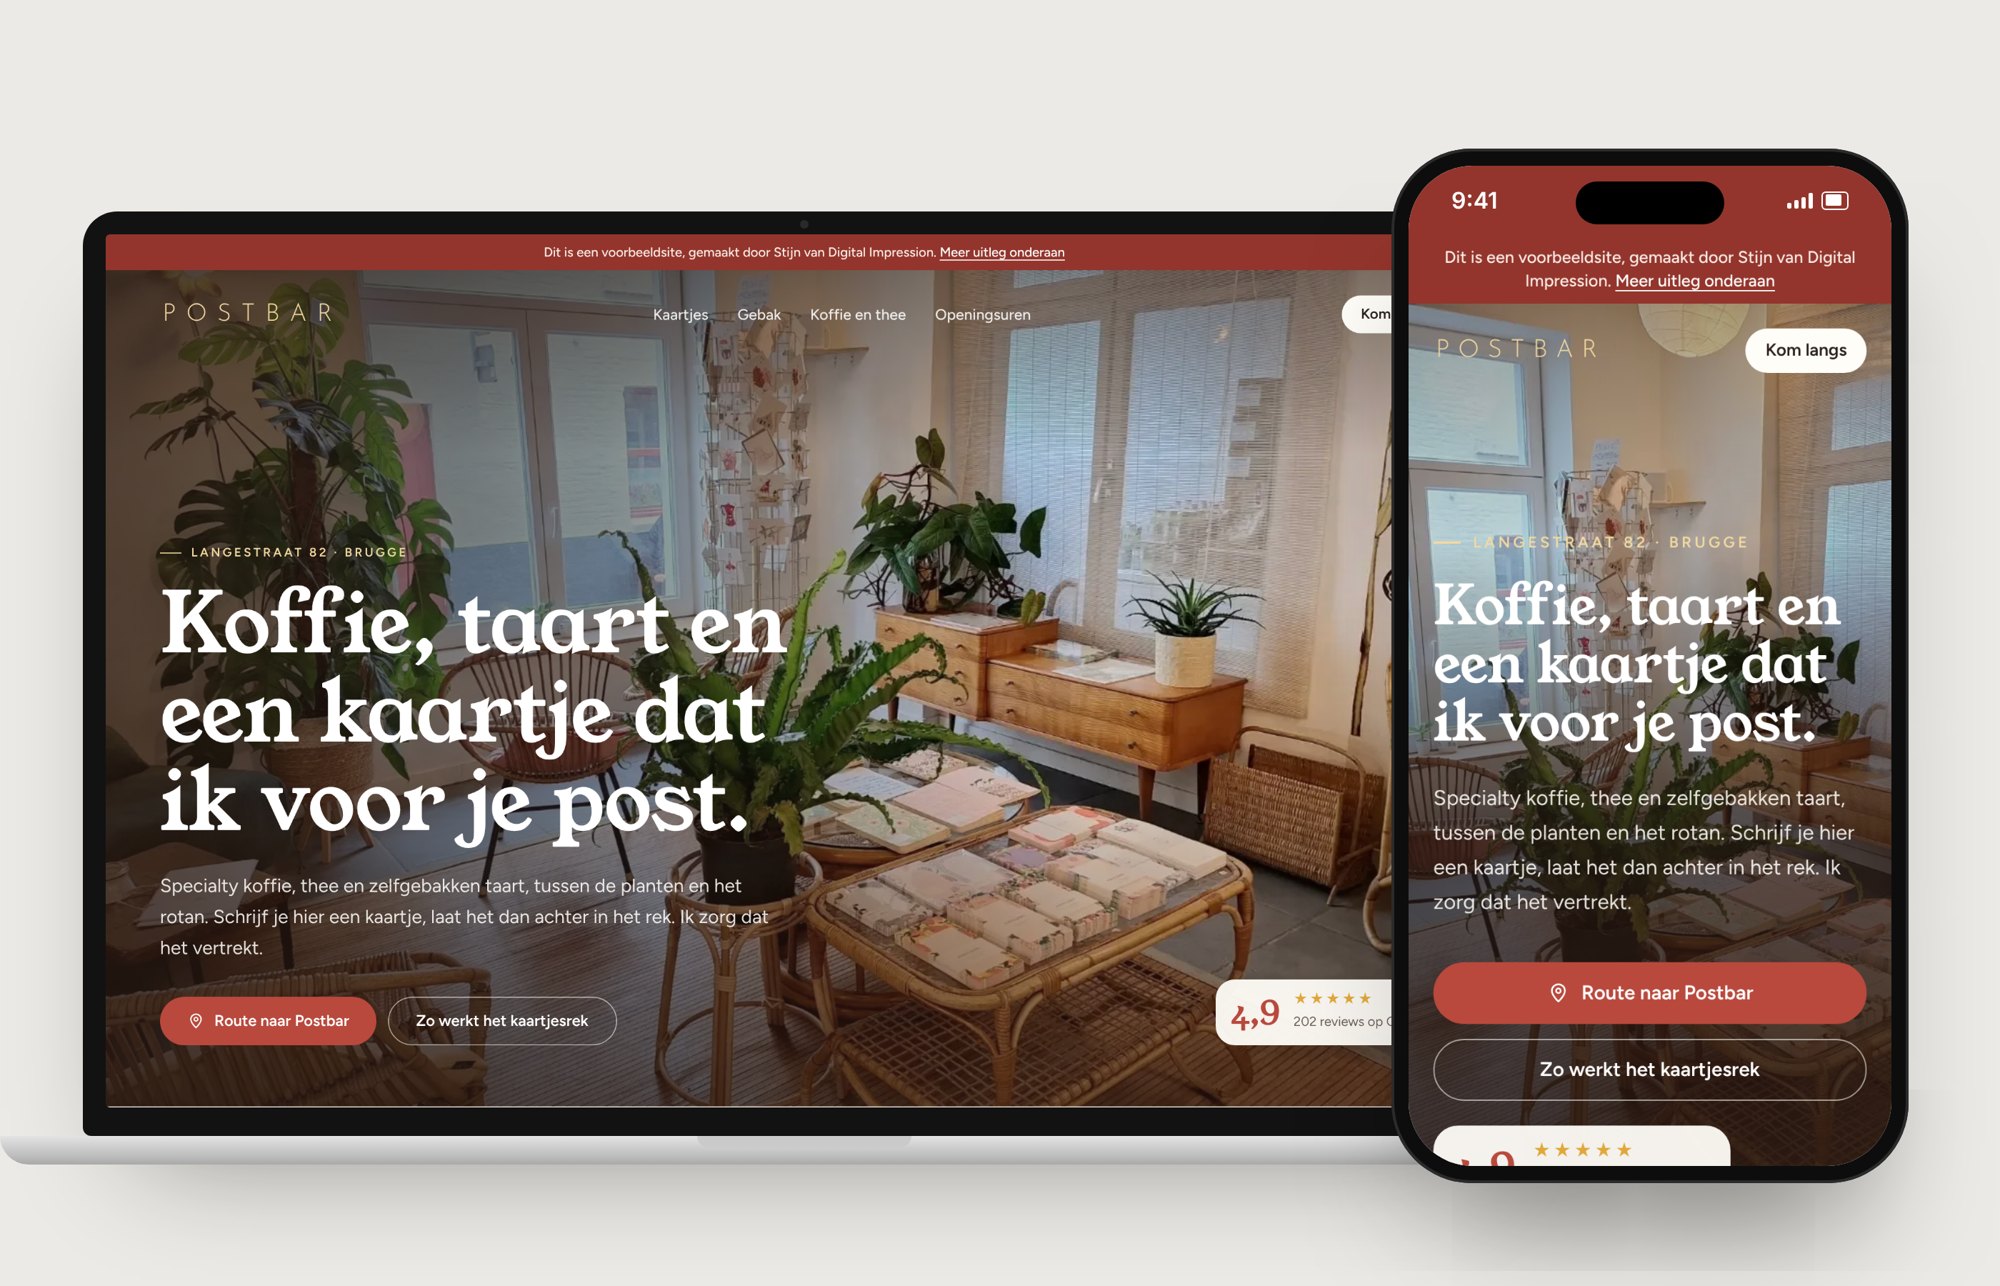 Dit is een voorbeeldsite, gemaakt door Stijn van Digital Impression. Meer uitleg onderaan
POSTBAR
Kaartjes
Gebak
Koffie en thee
Openingsuren
LANGESTRAAT 82 · BRUGGE
Koffie, taart en
een kaartje dat
ik voor je post.
Specialty koffie, thee en zelfgebakken taart, tussen de planten en het
rotan. Schrijf je hier een kaartje, laat het dan achter in het rek. Ik zorg dat
het vertrekt.
Route naar Postbar
Zo werkt het kaartjesrek
4,9
202 reviews op
9:41
Dit is een voorbeeldsite, gemaakt door Stijn van Digital
Impression. Meer uitleg onderaan
POSTBAR
Kom langs
LANGESTRAAT 82 · BRUGGE
Koffie, taart en
een kaartje dat
ik voor je post.
Specialty koffie, thee en zelfgebakken taart,
tussen de planten en het rotan. Schrijf je hier
een kaartje, laat het dan achter in het rek. Ik
zorg dat het vertrekt.
Route naar Postbar
Zo werkt het kaartjesrek